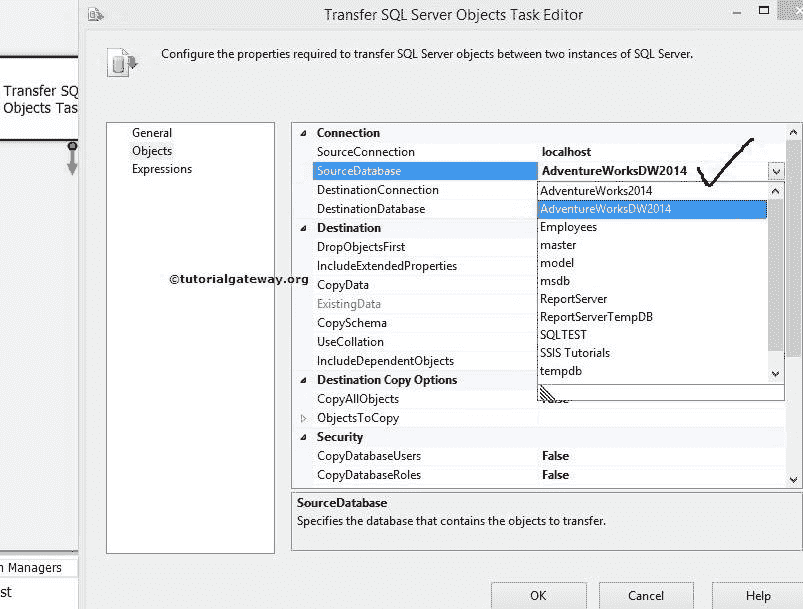 Transfer SQL Server Objects Task Editor
Configure the properties required to transfer SQL Server objects between two instances of SQL Server.
Transfer SQ
Objects Tas
General
Objects
Expressions
Connection
SourceConnection localhost
SourceDatabase AdventureWorksDW2014
DestinationConnection
DestinationDatabase
Destination
DropObjectsFirst
IncludeExtendedProperties
CopyData
ExistingData
CopySchema
UseCollation
IncludeDependentObjects
Destination Copy Options
CopyAllObjects False
ObjectsToCopy
Security
CopyDatabaseUsers False
CopyDatabaseRoles False
AdventureWorks2014
AdventureWorksDW2014
Employees
master
model
msdb
ReportServer
ReportServerTempDB
SQLTEST
SSIS Tutorials
tempdb
©tutorialgateway.org
SourceDatabase
Specifies the database that contains the objects to transfer.
n Managers
st
OK Cancel Help